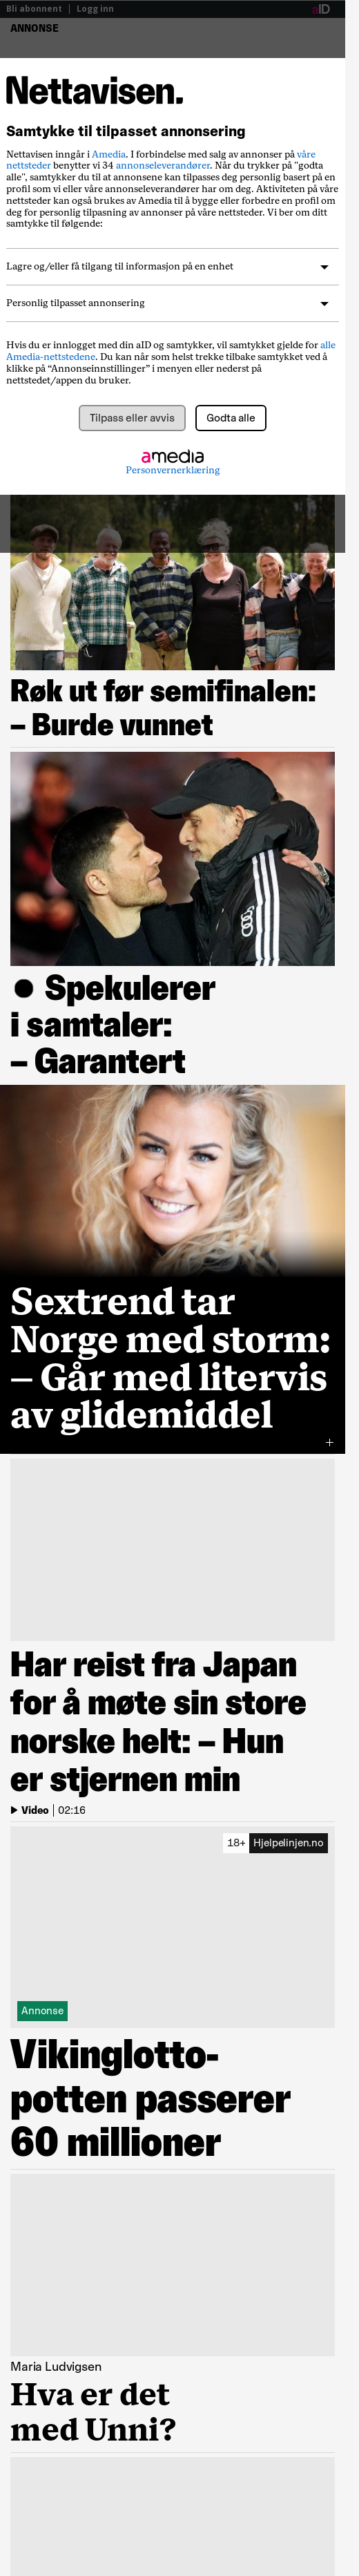 Bli abonnent | Logg inn
aID
ANNONSE
Nettavisen.
Samtykke til tilpasset annonsering
Nettavisen inngår i Amedia. I forbindelse med salg av annonser på våre
nettsteder benytter vi 34 annonseleverandører. Når du trykker på "godta
alle", samtykker du til at annonsene kan tilpasses deg personlig basert på en
profil som vi eller våre annonseleverandører har om deg. Aktiviteten på våre
nettsteder kan også brukes av Amedia til å bygge eller forbedre en profil om
deg for personlig tilpasning av annonser på våre nettsteder. Vi ber om ditt
samtykke til følgende:
Lagre og/eller få tilgang til informasjon på en enhet
Personlig tilpasset annonsering
Hvis du er innlogget med din aID og samtykker, vil samtykket gjelde for alle
Amedia-nettstedene. Du kan når som helst trekke tilbake samtykket ved å
klikke på “Annonseinnstillinger” i menyen eller nederst på
nettstedet/appen du bruker.
Tilpass eller avvis
Godta alle
amedia
Personvernerklæring
Røk ut før semifinalen:
– Burde vunnet
● Spekulerer
i samtaler:
– Garantert
Sextrend tar
Norge med storm:
– Går med litervis
av glidemiddel
+
Har reist fra Japan
for å møte sin store
norske helt: – Hun
er stjernen min
Video | 02:16
18+ Hjelpelinjen.no
Annonse
Vikinglotto-
potten passerer
60 millioner
Maria Ludvigsen
Hva er det
med Unni?